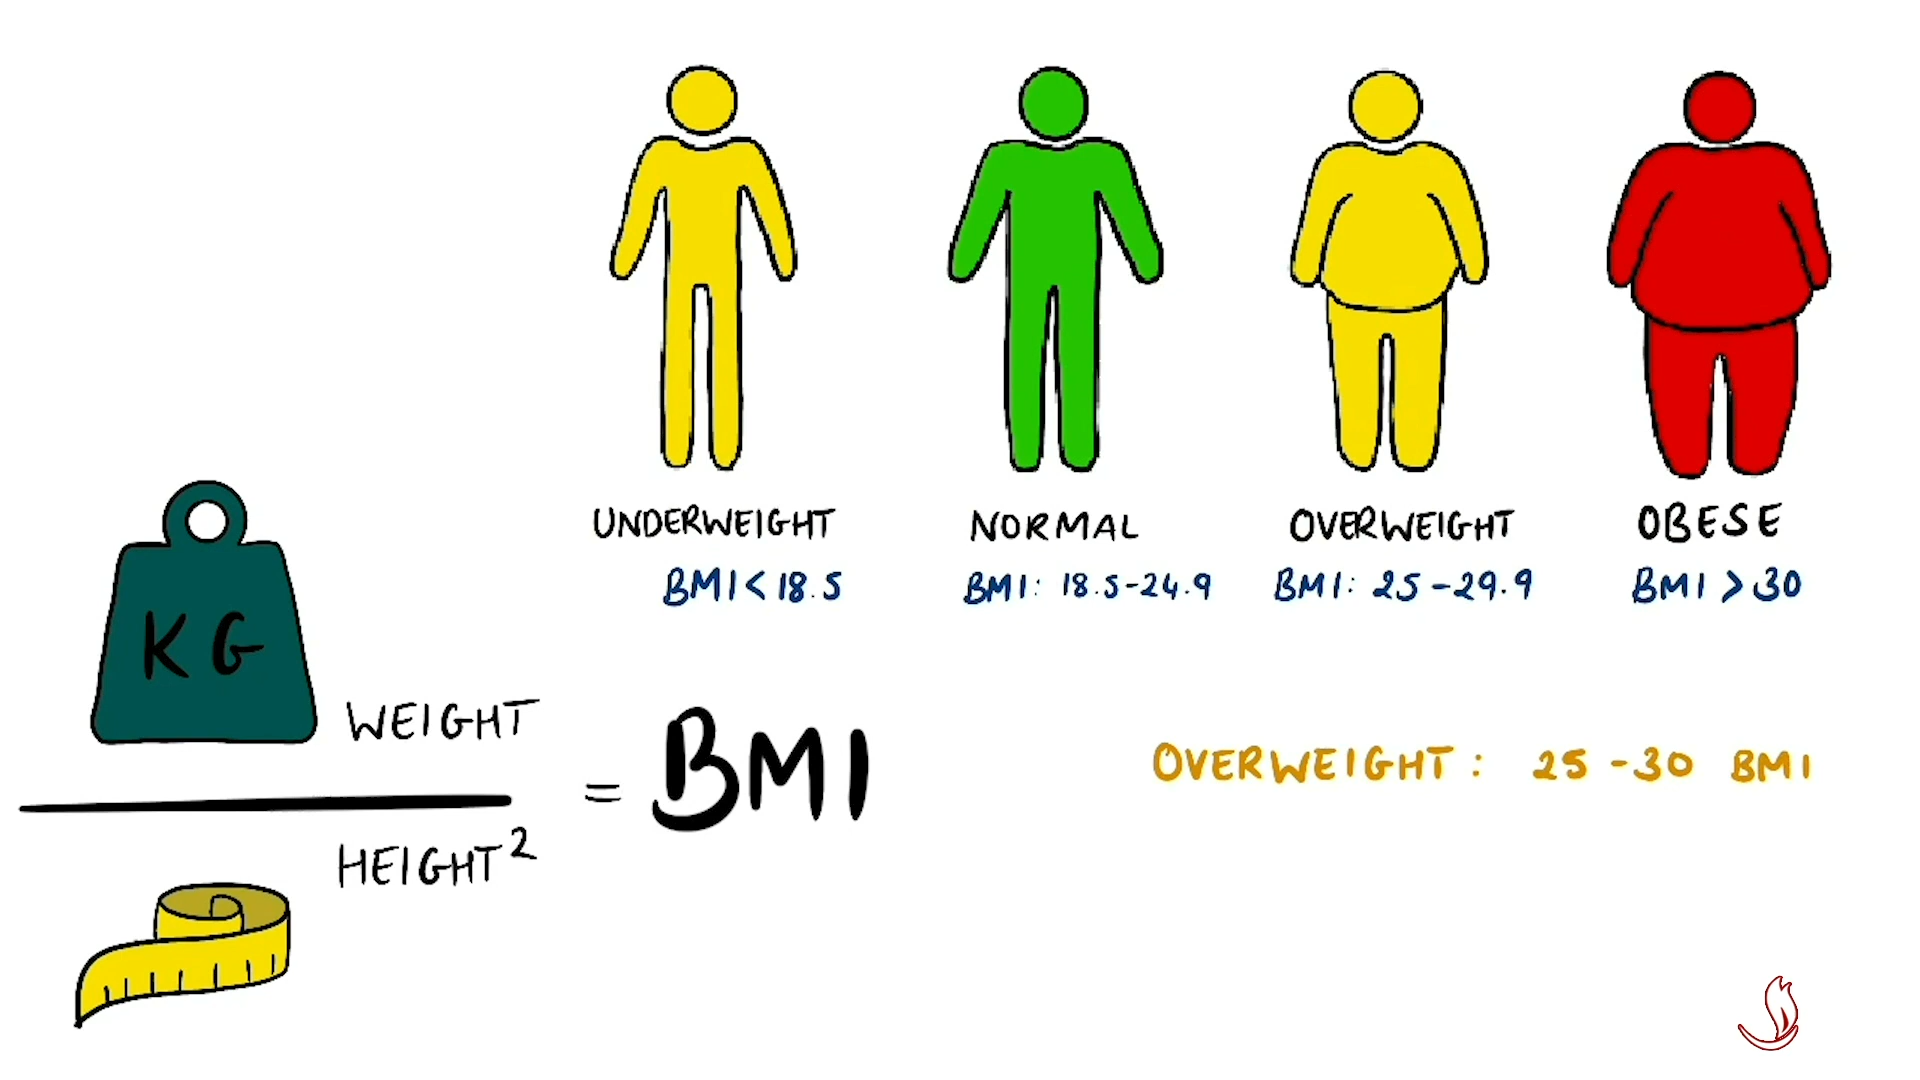 UNDERWEIGHT
BMI < 18.5
NORMAL
BMI: 18.5-24.9
OVERWEIGHT
BMI: 25-29.9
OBESE
BMI > 30
KG
WEIGHT
HEIGHT²
= BMI
OVERWEIGHT: 25-30 BMI